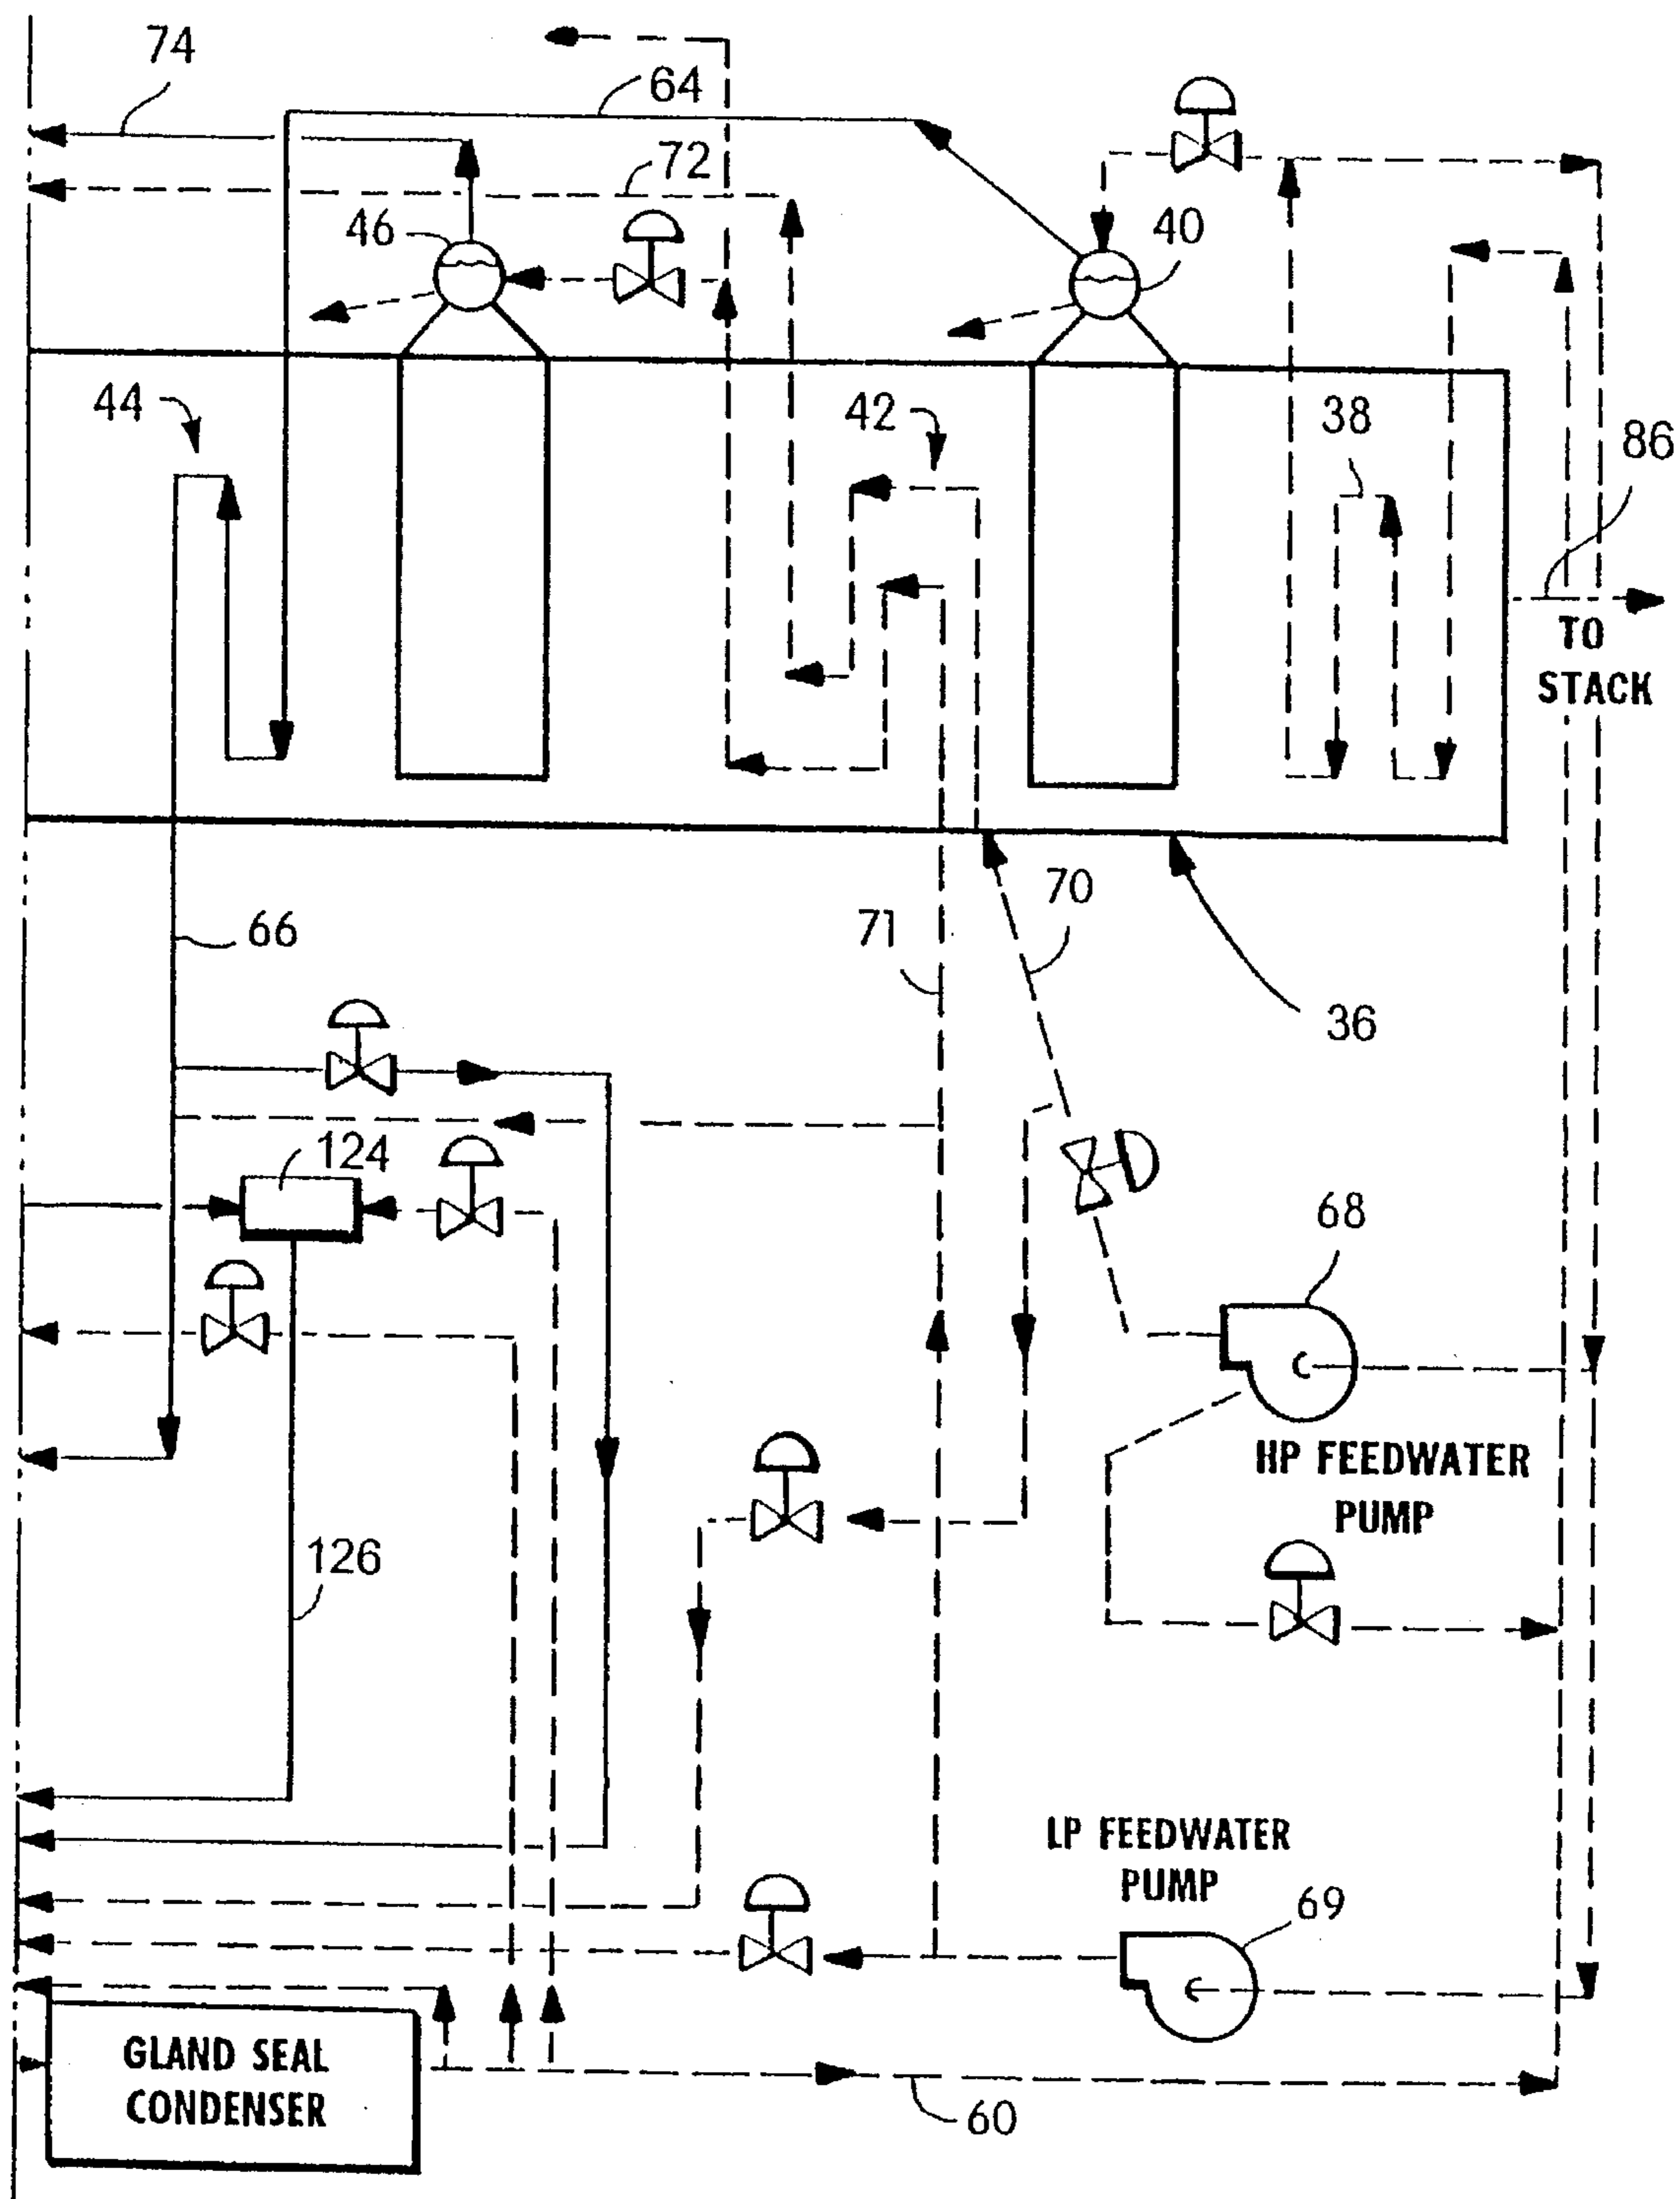 74
64
72
46
40
44
42
38
86
TO
STACK
70
71
66
36
124
68
HP FEEDWATER
PUMP
126
LP FEEDWATER
PUMP
69
GLAND SEAL
CONDENSER
60